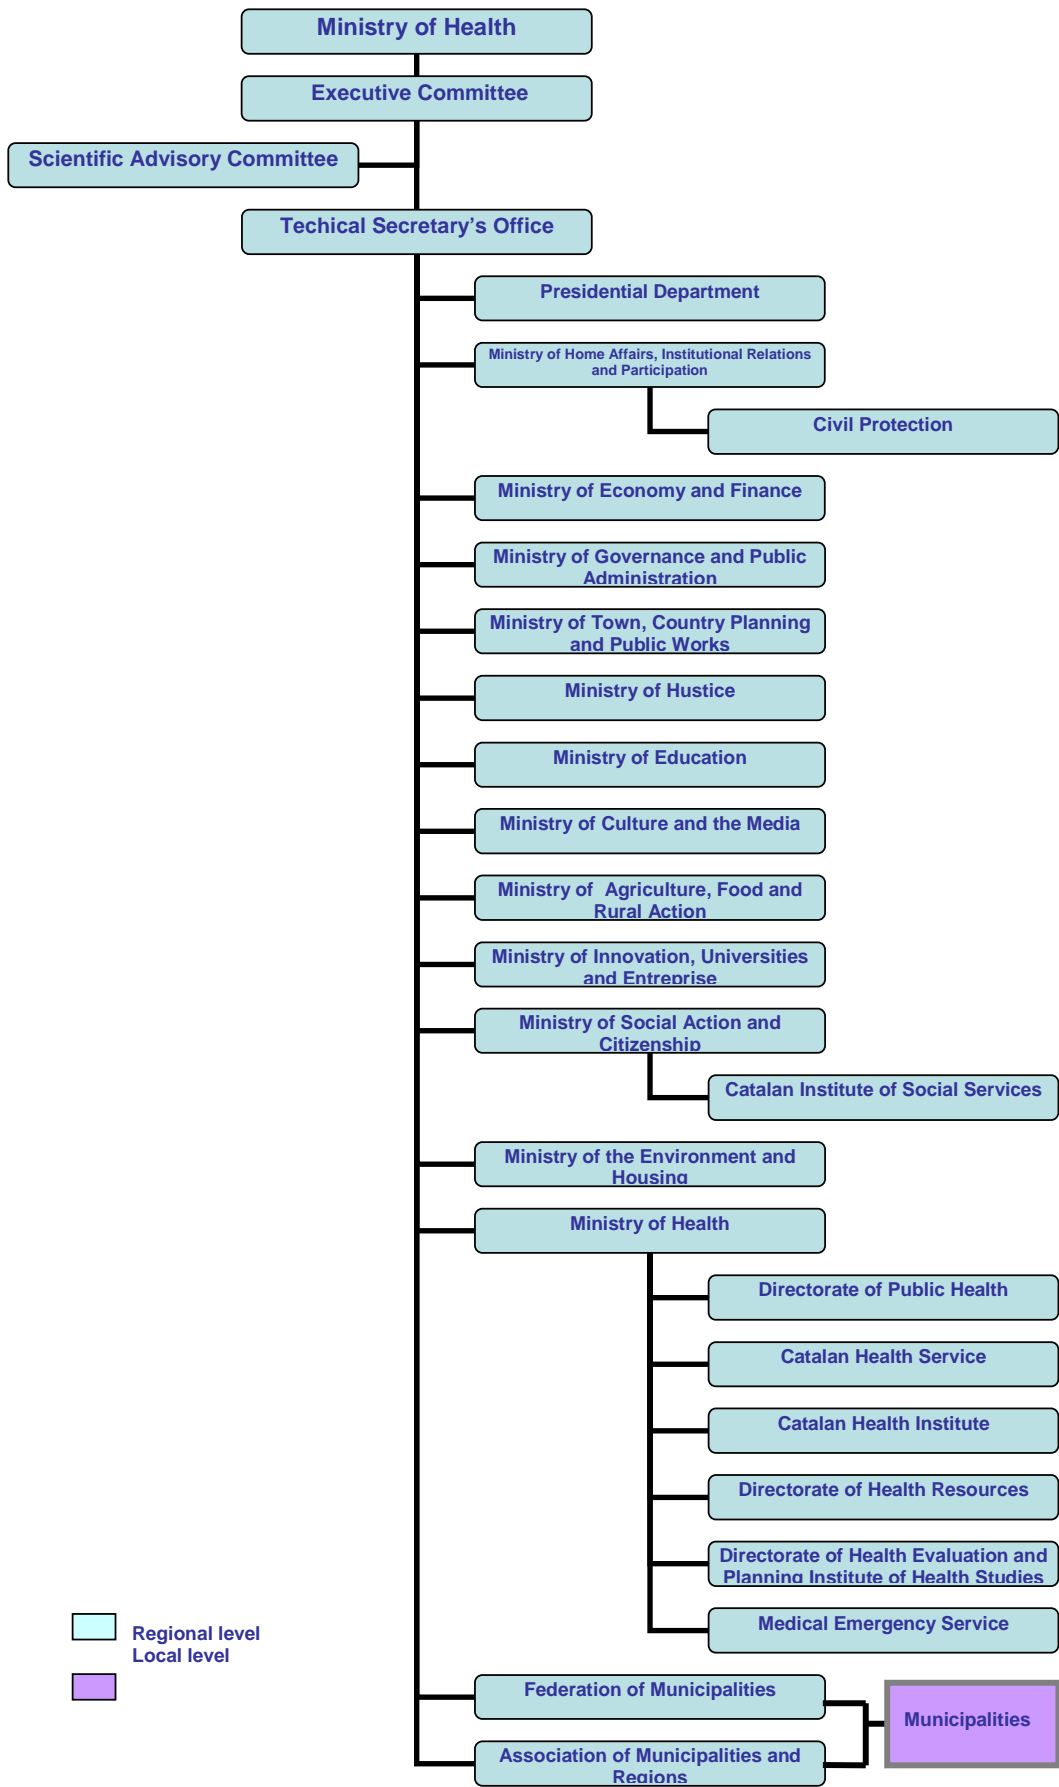 Ministry of Health
Executive Committee
Scientific Advisory Committee
Techical Secretary’s Office
Presidential Department
Ministry of Home Affairs, Institutional Relations
and Participation
Civil Protection
Ministry of Economy and Finance
Ministry of Governance and Public
Administration
Ministry of Town, Country Planning
and Public Works
Ministry of Hustice
Ministry of Education
Ministry of Culture and the Media
Ministry of  Agriculture, Food and
Rural Action
Ministry of Innovation, Universities
and Entreprise
Ministry of Social Action and
Citizenship
Catalan Institute of Social Services
Ministry of the Environment and
Housing
Ministry of Health
Directorate of Public Health
Catalan Health Service
Catalan Health Institute
Directorate of Health Resources
Directorate of Health Evaluation and
Planning Institute of Health Studies
Medical Emergency Service
Regional level
Local level
Federation of Municipalities
Municipalities
Association of Municipalities and
Regions